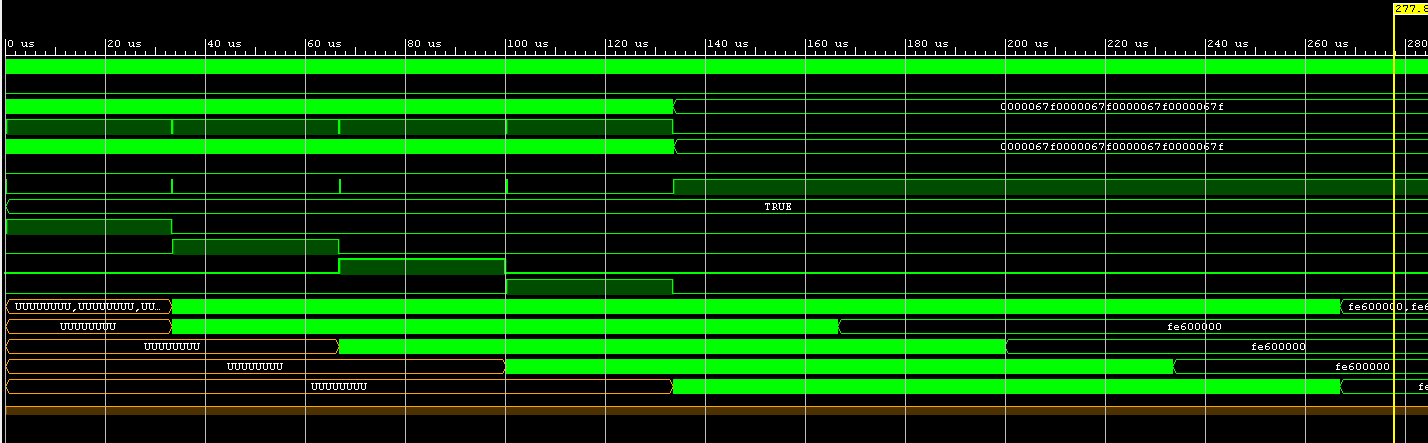 277.8
0 us 20 us 40 us 60 us 80 us 100 us 120 us 140 us 160 us 180 us 200 us 220 us 240 us 260 us 280
0000067f0000067f0000067f0000067f
0000067f0000067f0000067f0000067f
TRUE
UUUUUUUU,UUUUUUUU,UU... fe600000,fe6
UUUUUUUU fe600000
UUUUUUUU fe600000
UUUUUUUU fe600000
UUUUUUUU fe